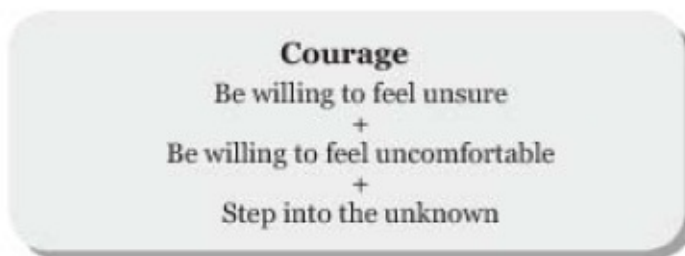 Courage
Be willing to feel unsure
+
Be willing to feel uncomfortable
+
Step into the unknown